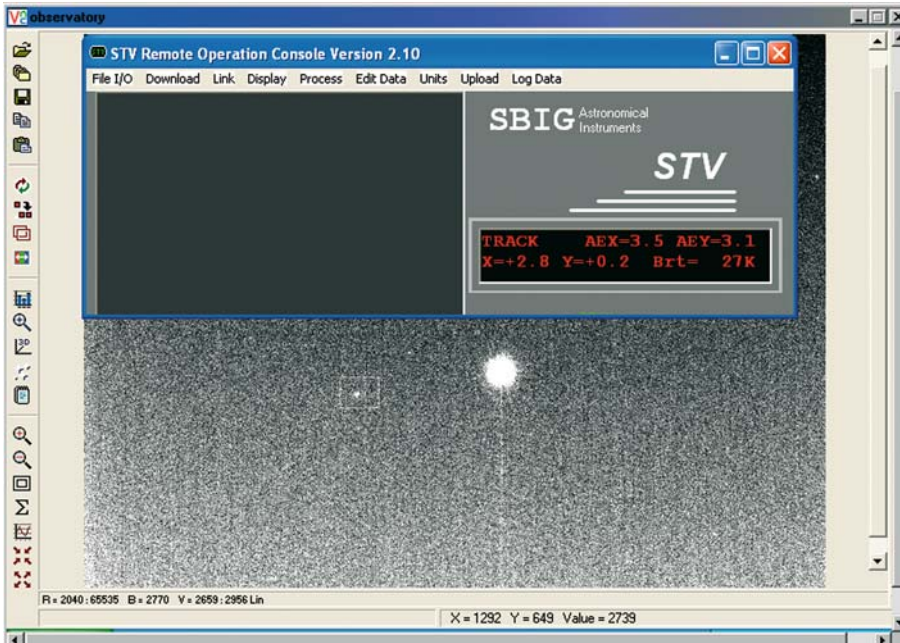 observatory
STV Remote Operation Console Version 2.10
File I/O Download Link Display Process Edit Data Units Upload Log Data
SBIG Astronomical
Instruments
STV
TRACK AEX=3.5 AEY=3.1
X=+2.8 Y=+0.2 Brt= 27K
3D
R = 2040:65535 B = 2770 V = 2659:2956 Lin
X = 1292 Y = 649 Value = 2739